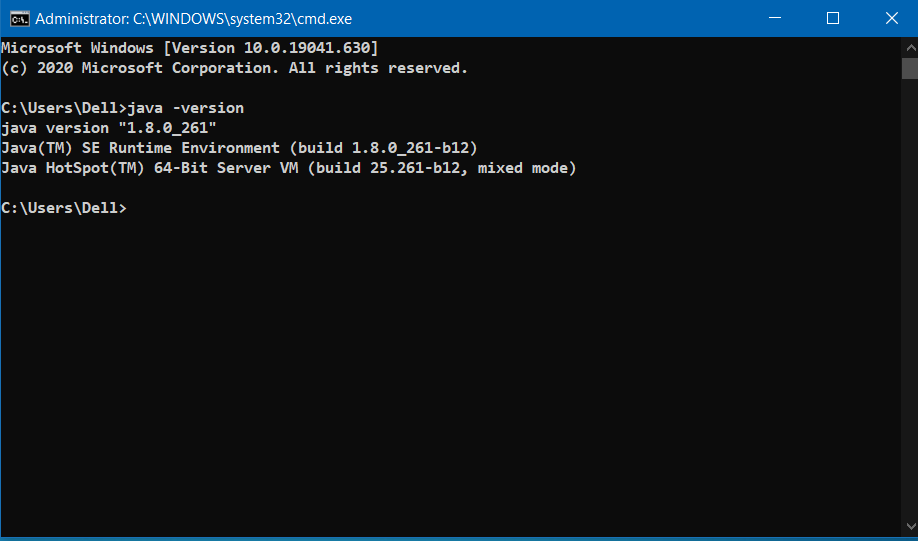 Administrator: C:\WINDOWS\system32\cmd.exe
Microsoft Windows [Version 10.0.19041.630]
(c) 2020 Microsoft Corporation. All rights reserved.
C:\Users\Dell>java -version
java version "1.8.0_261"
Java(TM) SE Runtime Environment (build 1.8.0_261-b12)
Java HotSpot(TM) 64-Bit Server VM (build 25.261-b12, mixed mode)
C:\Users\Dell>